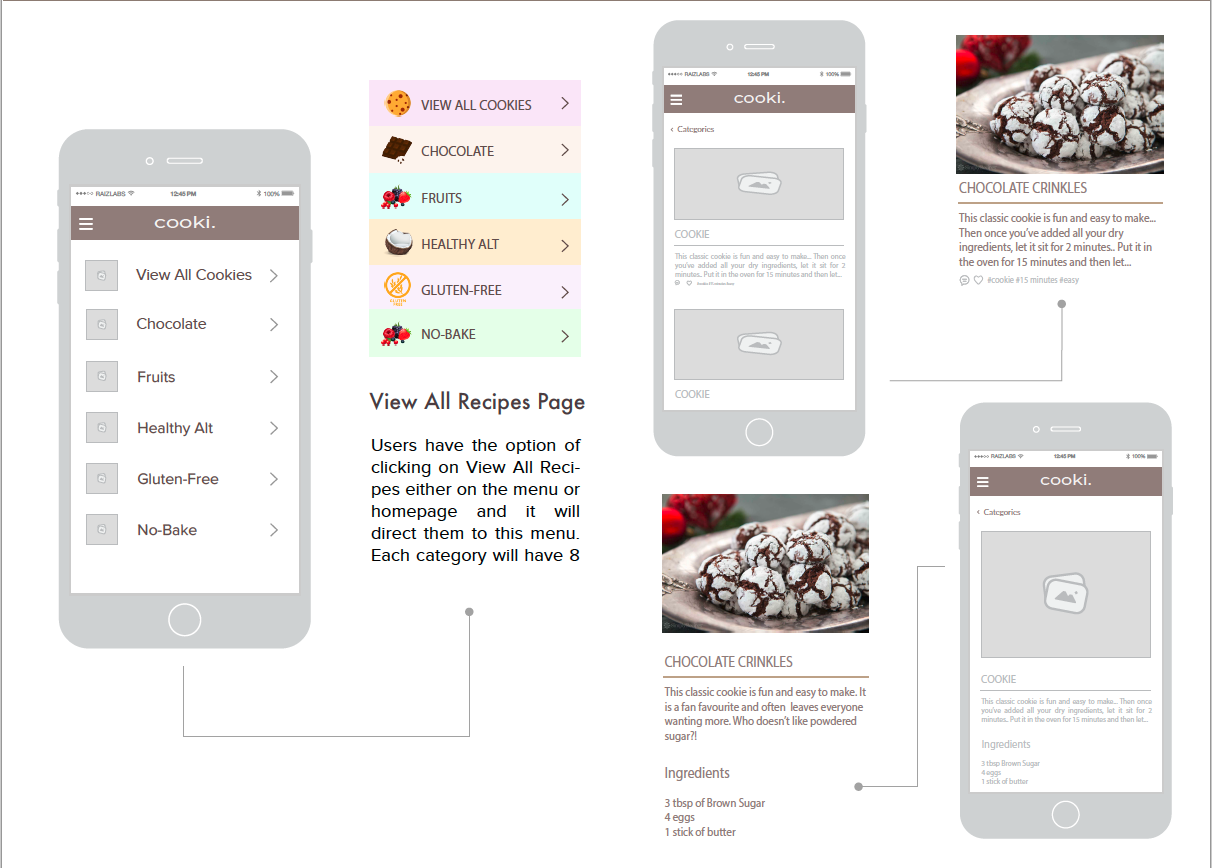 RAIZLABS 12:45 PM 100%
cooki.
View All Cookies
Chocolate
Fruits
Healthy Alt
Gluten-Free
No-Bake
VIEW ALL COOKIES
CHOCOLATE
FRUITS
HEALTHY ALT
GLUTEN FREE
GLUTEN-FREE
NO-BAKE
View All Recipes Page
Users have the option of
clicking on View All Reci-
pes either on the menu or
homepage and it will
direct them to this menu.
Each category will have 8
RAIZLABS 12:45 PM 100%
cooki.
‹ Categories
COOKIE
This classic cookie is fun and easy to make... Then once
you've added all your dry ingredients, let it sit for 2
minutes.. Put it in the oven for 15 minutes and then let...
COOKIE
CHOCOLATE CRINKLES
This classic cookie is fun and easy to make...
Then once you've added all your dry
ingredients, let it sit for 2 minutes.. Put it in
the oven for 15 minutes and then let...
#cookie #15 minutes #easy
CHOCOLATE CRINKLES
This classic cookie is fun and easy to make. It
is a fan favourite and often leaves everyone
wanting more. Who doesn't like powdered
sugar?!
Ingredients
3 tbsp of Brown Sugar
4 eggs
1 stick of butter
RAIZLABS 12:45 PM 100%
cooki.
‹ Categories
COOKIE
This classic cookie is fun and easy to make... Then once
you've added all your dry ingredients, let it sit for 2
minutes.. Put it in the oven for 15 minutes and then let...
Ingredients
3 tbsp Brown Sugar
4 eggs
1 stick of butter